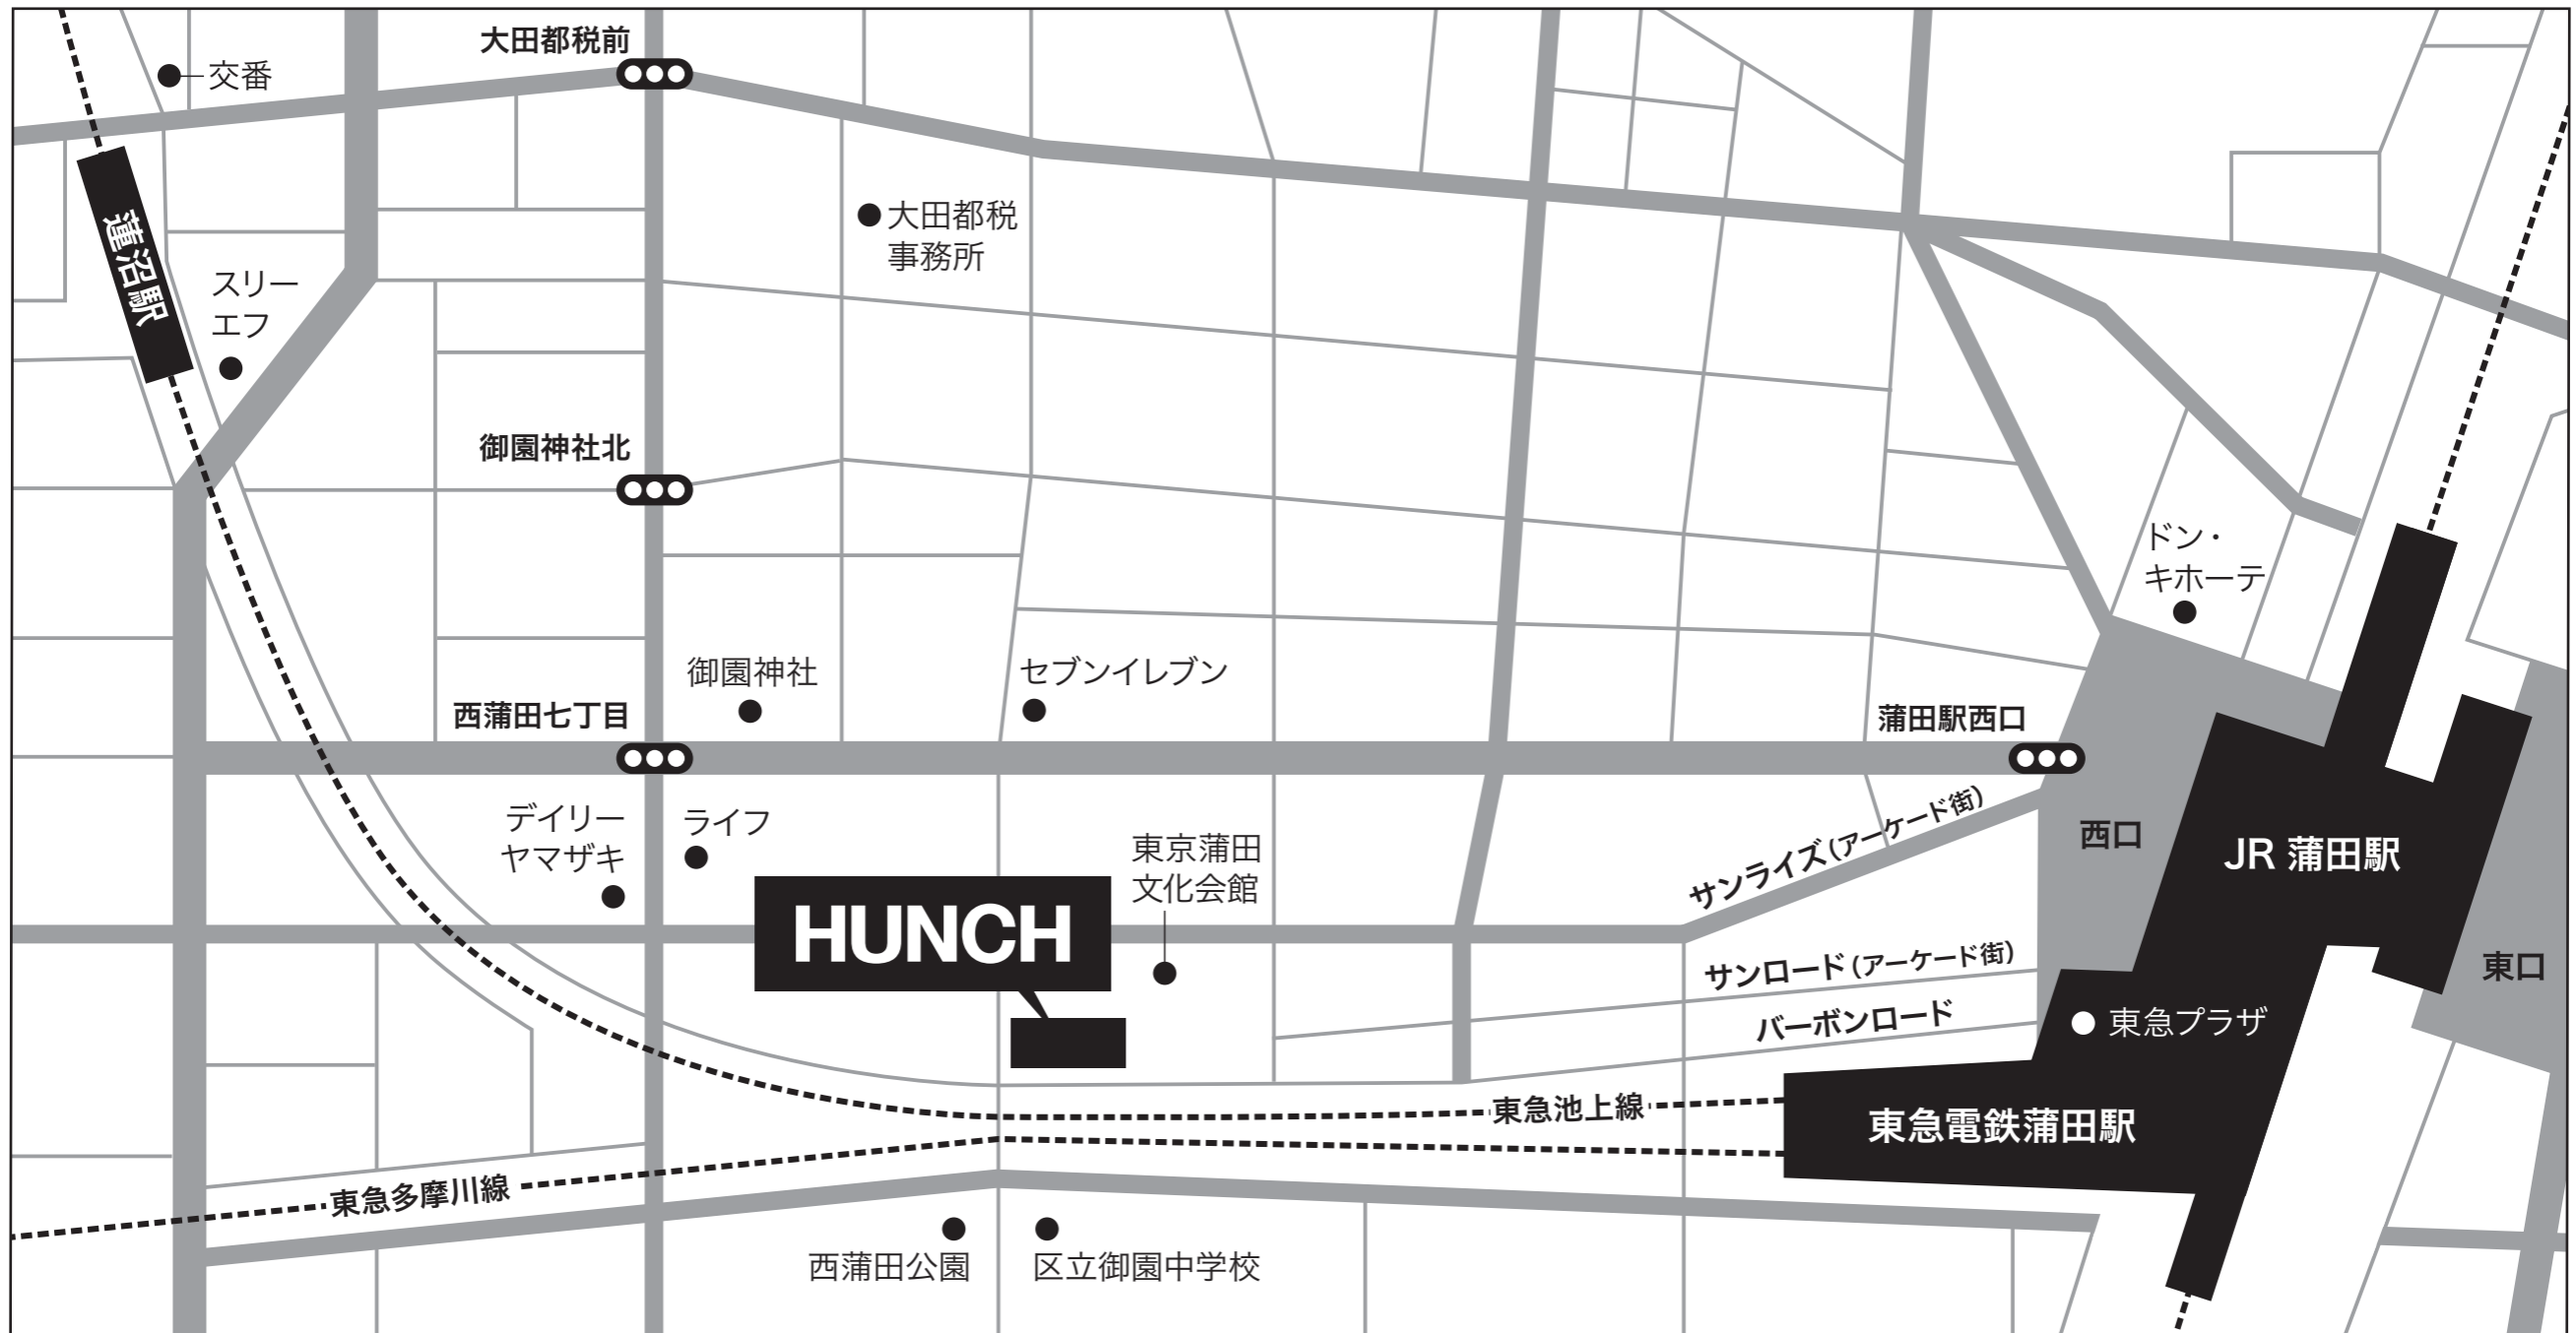 大田都税前
交番
蓮沼駅
大田都税
事務所
スリー
エフ
御園神社北
ドン・
キホーテ
御園神社
セブンイレブン
西蒲田七丁目
蒲田駅西口
デイリー
ヤマザキ
ライフ
東京蒲田
文化会館
サンライズ(アーケード街)
西口
JR 蒲田駅
HUNCH
サンロード(アーケード街)
東口
バーボンロード
東急プラザ
東急池上線
東急電鉄蒲田駅
東急多摩川線
西蒲田公園
区立御園中学校